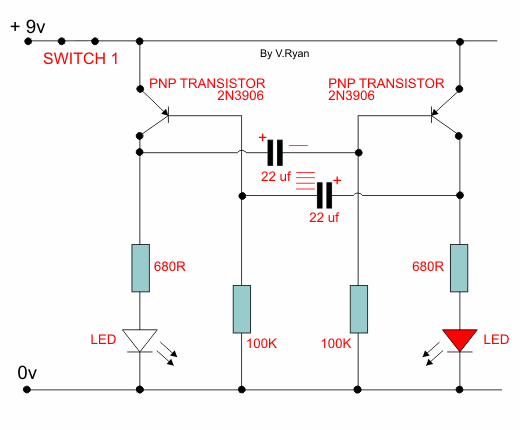 + 9v
SWITCH 1
By V.Ryan
PNP TRANSISTOR
2N3906
PNP TRANSISTOR
2N3906
+
22 uf
+
22 uf
680R
680R
LED
100K
100K
LED
0v